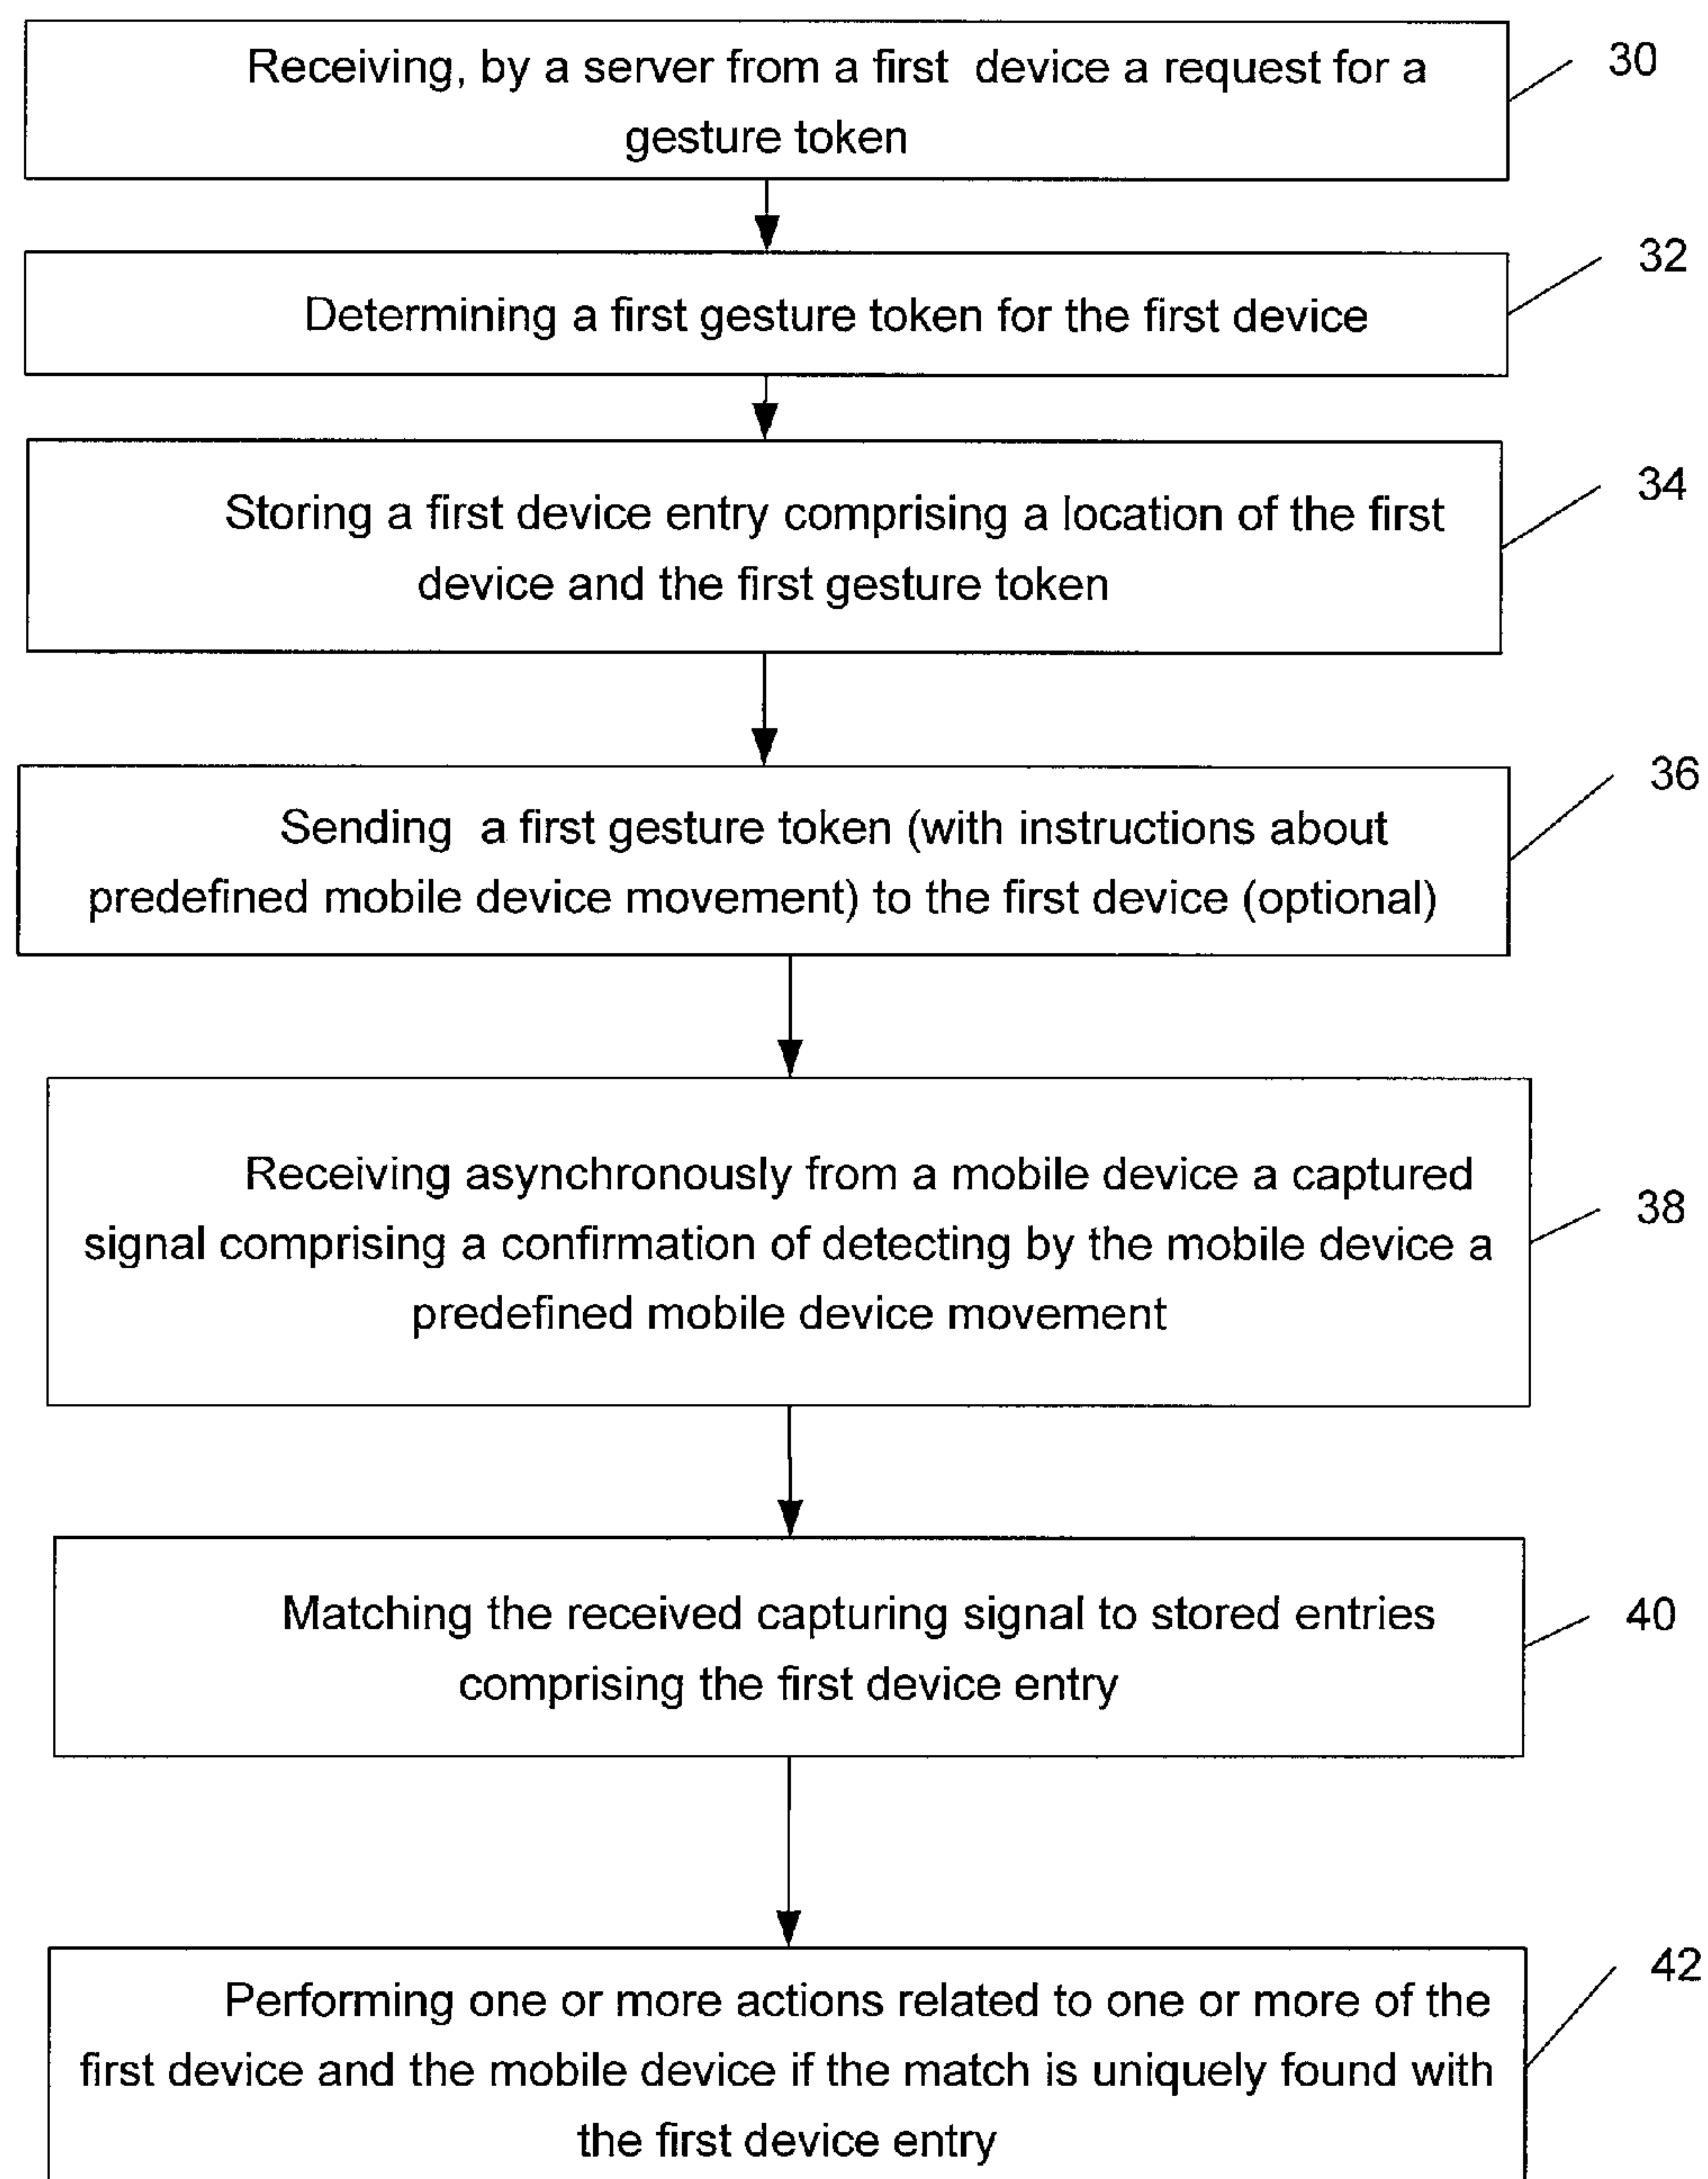 Receiving, by a server from a first device a request for a
gesture token
30
Determining a first gesture token for the first device
32
Storing a first device entry comprising a location of the first
device and the first gesture token
34
Sending a first gesture token (with instructions about
predefined mobile device movement) to the first device (optional)
36
Receiving asynchronously from a mobile device a captured
signal comprising a confirmation of detecting by the mobile device a
predefined mobile device movement
38
Matching the received capturing signal to stored entries
comprising the first device entry
40
Performing one or more actions related to one or more of the
first device and the mobile device if the match is uniquely found with
the first device entry
42